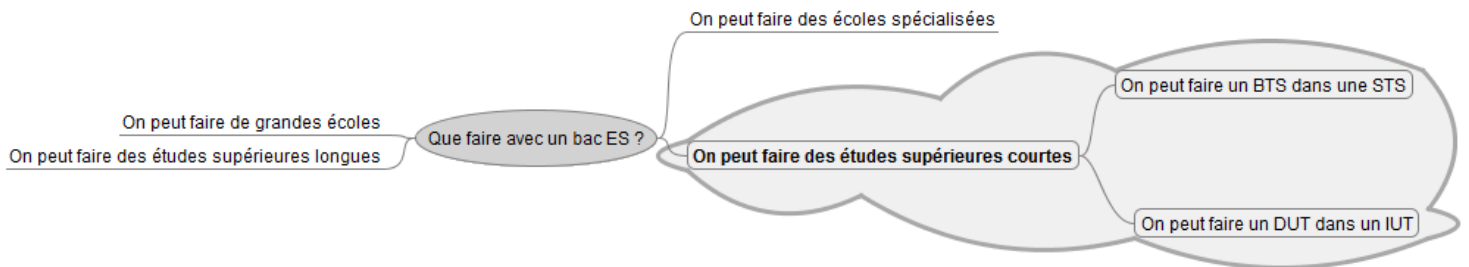 On peut faire des écoles spécialisées
On peut faire un BTS dans une STS
On peut faire de grandes écoles
Que faire avec un bac ES ?
On peut faire des études supérieures longues
On peut faire des études supérieures courtes
On peut faire un DUT dans un IUT